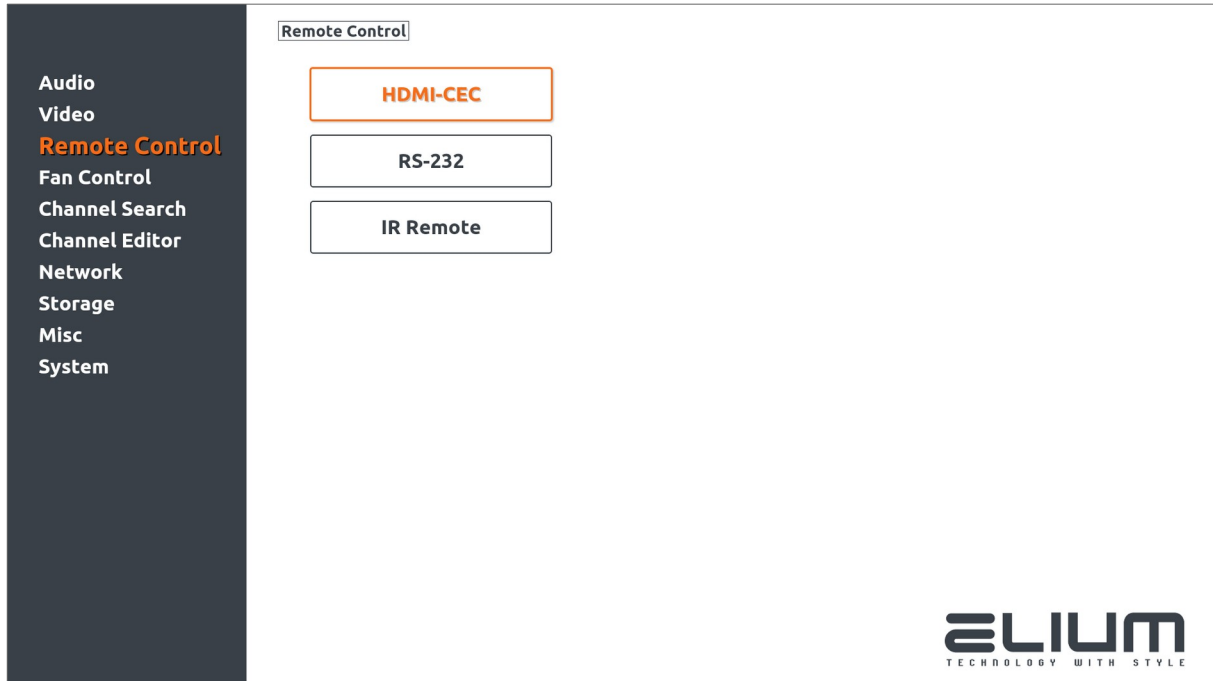 Remote Control
Audio
Video
Remote Control
Fan Control
Channel Search
Channel Editor
Network
Storage
Misc
System
HDMI-CEC
RS-232
IR Remote
ELIUM
TECHNOLOGY WITH STYLE